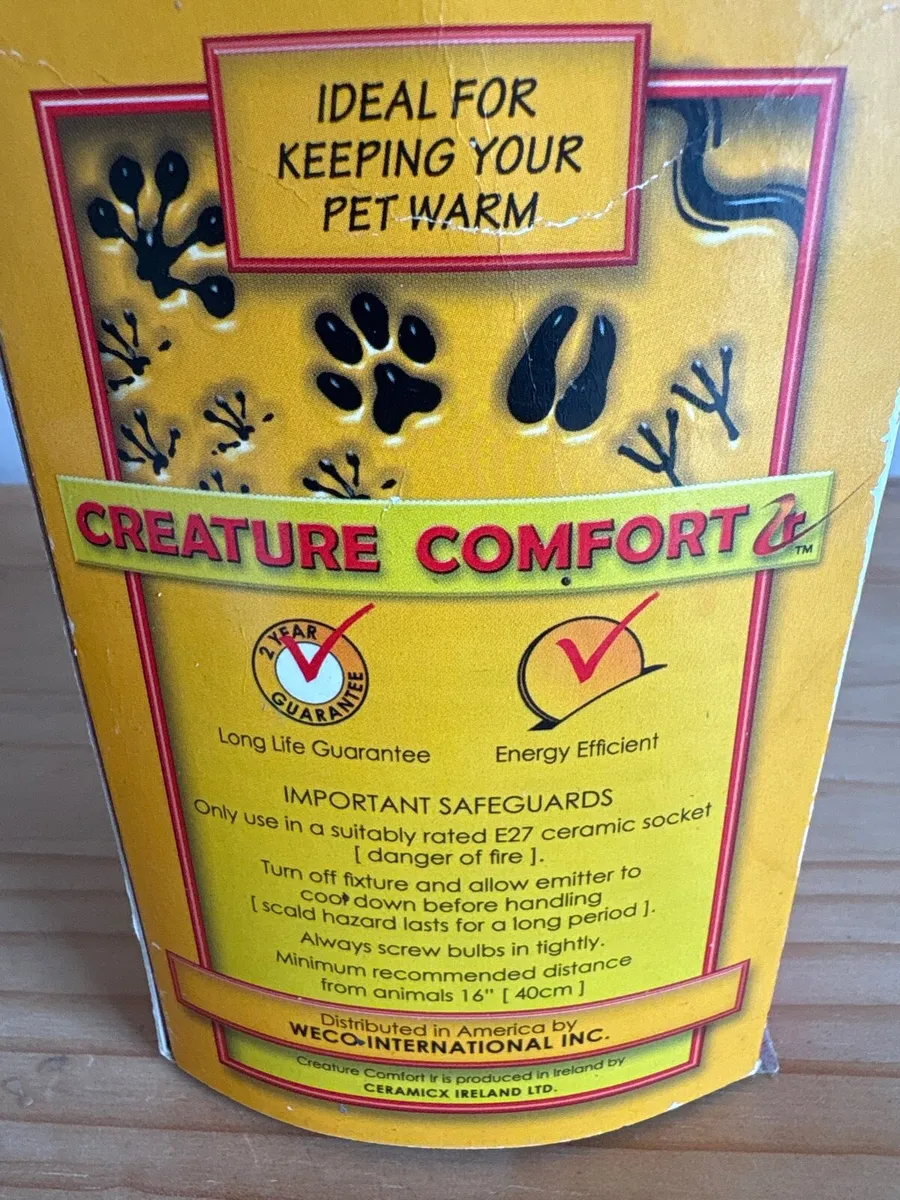 IDEAL FOR
KEEPING YOUR
PET WARM
CREATURE COMFORT Ir™
2 YEAR
GUARANTEE
Long Life Guarantee
Energy Efficient
IMPORTANT SAFEGUARDS
Only use in a suitably rated E27 ceramic socket
[ danger of fire ].
Turn off fixture and allow emitter to
cool down before handling
[ scald hazard lasts for a long period ].
Always screw bulbs in tightly.
Minimum recommended distance
from animals 16" [ 40cm ]
Distributed in America by
WECO INTERNATIONAL INC.
Creature Comfort Ir is produced in Ireland by
CERAMICX IRELAND LTD.